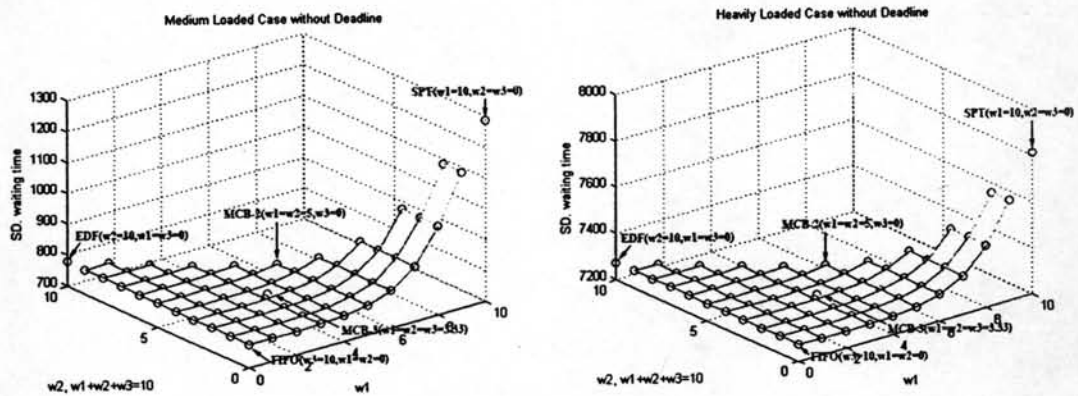 Medium Loaded Case without Deadline
SPT(w1=10,w2=w3=0)
1300
1200
1100
1000
900
800
700
SD. waiting time
MCB-2(w1=w2=5,w3=0)
EDF(w2=10,w1=w3=0)
MCB-3(w1=w2=w3=3.33)
FIFO(w3=10,w1=w2=0)
10
5
0
0
2
4
6
8
10
w2, w1+w2+w3=10
w1
Heavily Loaded Case without Deadline
SPT(w1=10,w2=w3=0)
8000
7800
7600
7400
7200
SD. waiting time
MCB-2(w1=w2=5,w3=0)
EDF(w2=10,w1=w3=0)
MCB-3(w1=w2=w3=3.33)
FIFO(w3=10,w1=w2=0)
10
5
0
0
2
4
6
8
10
w2, w1+w2+w3=10
w1